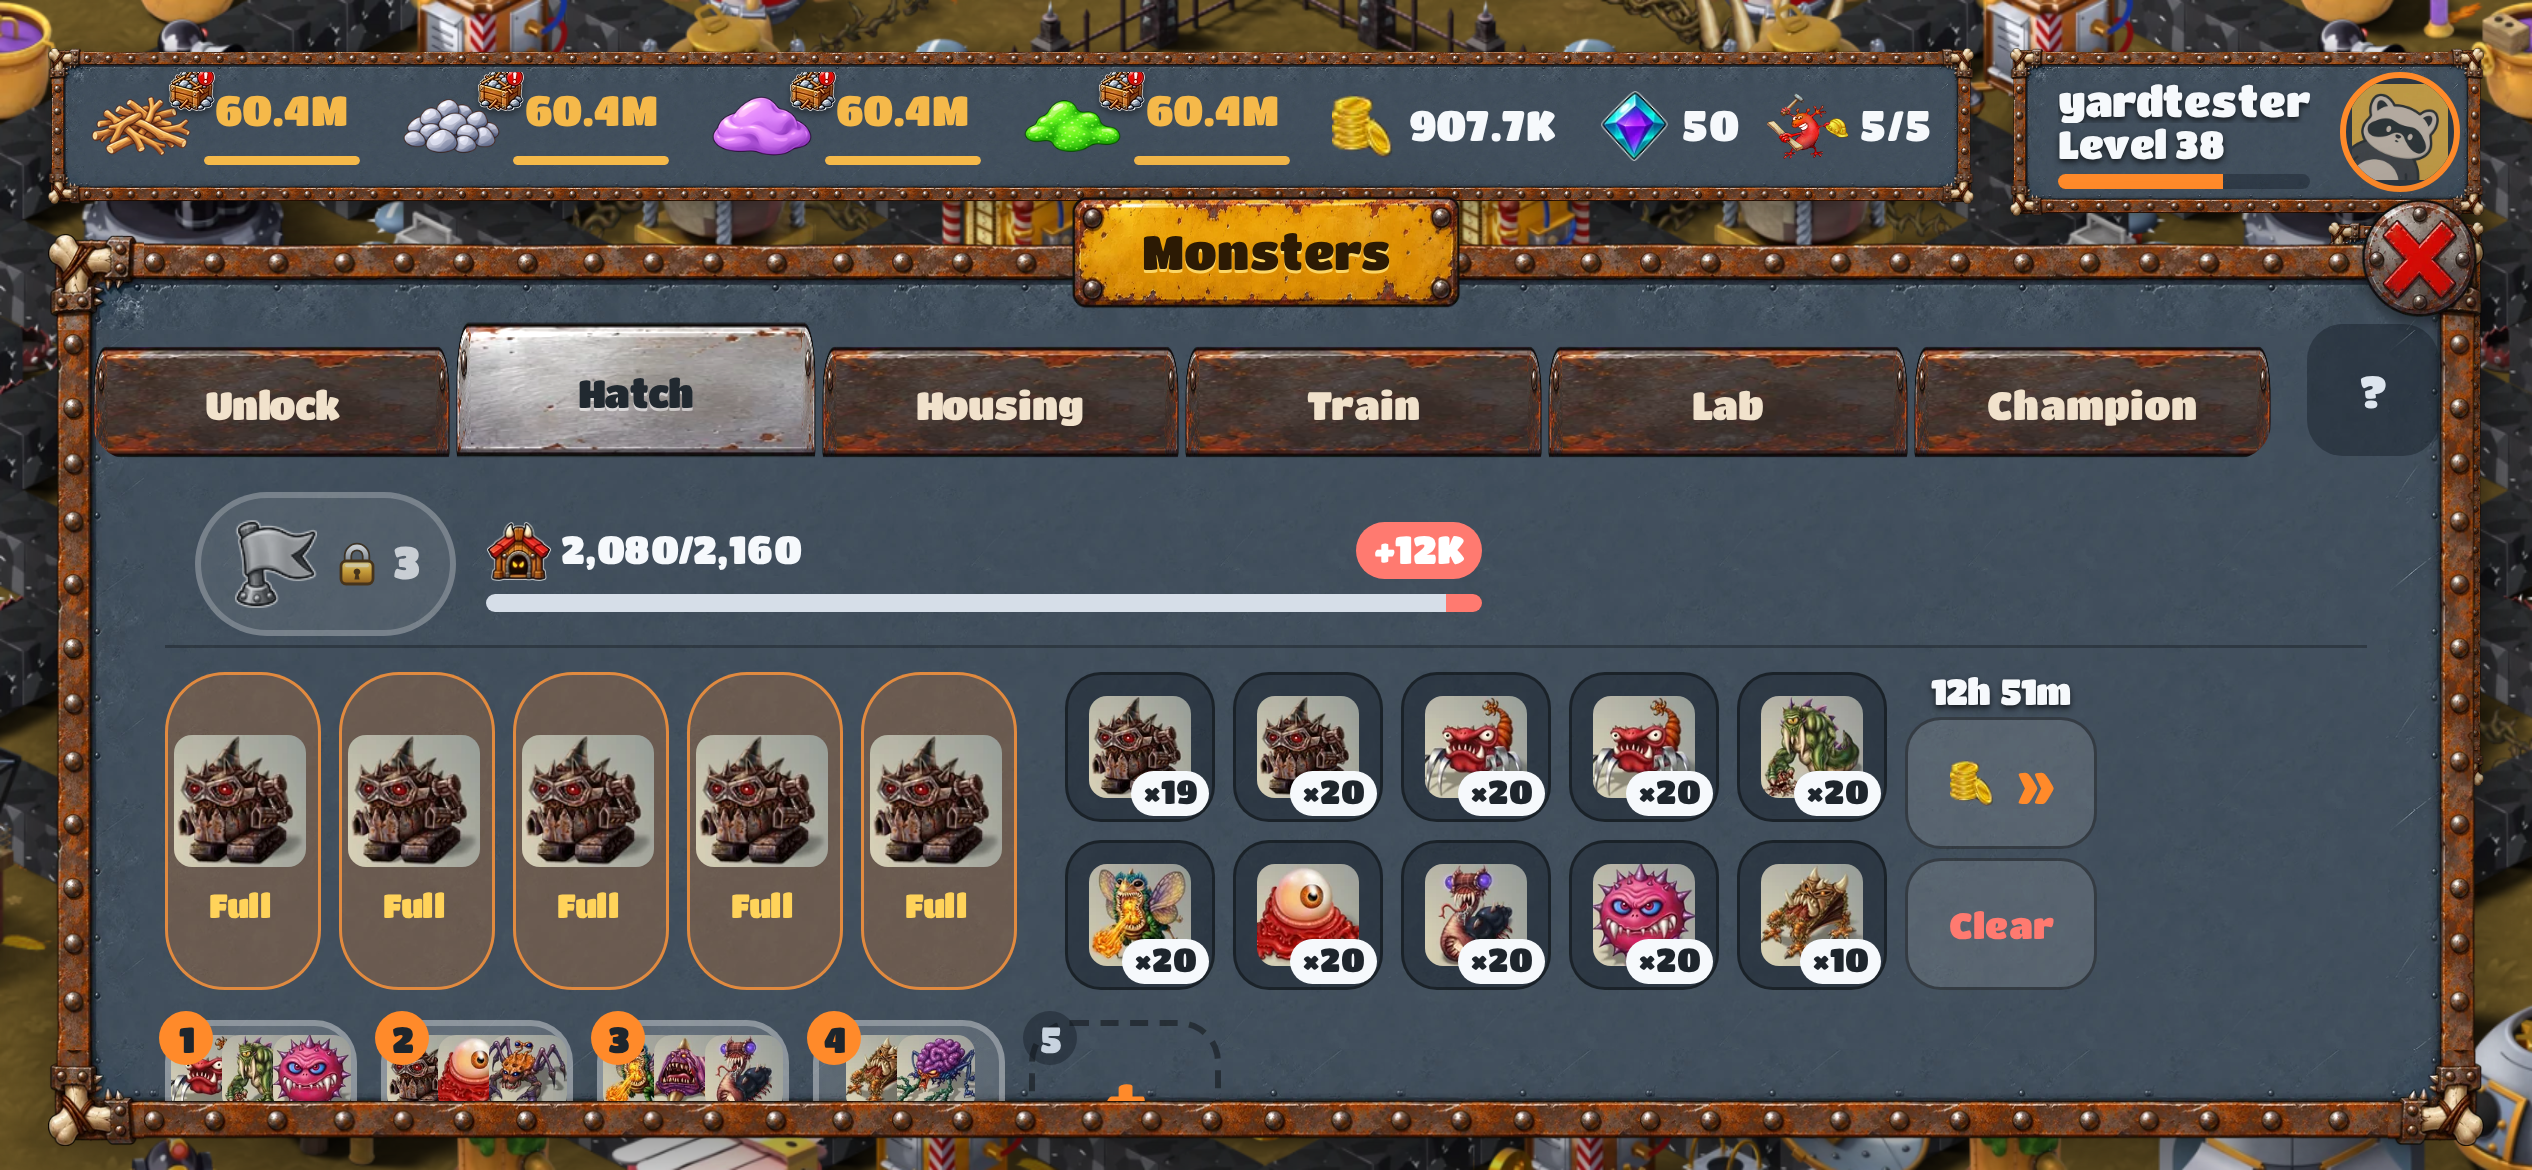 60.4M
60.4M
60.4M
60.4M
907.7K
50
5/5
yardtester
Level 38
Monsters
Unlock
Hatch
Housing
Train
Lab
Champion
?
3
2,080/2,160
+12K
Full
Full
Full
Full
Full
×19
×20
×20
×20
×20
12h 51m
×20
×20
×20
×20
×10
Clear
1
2
3
4
5